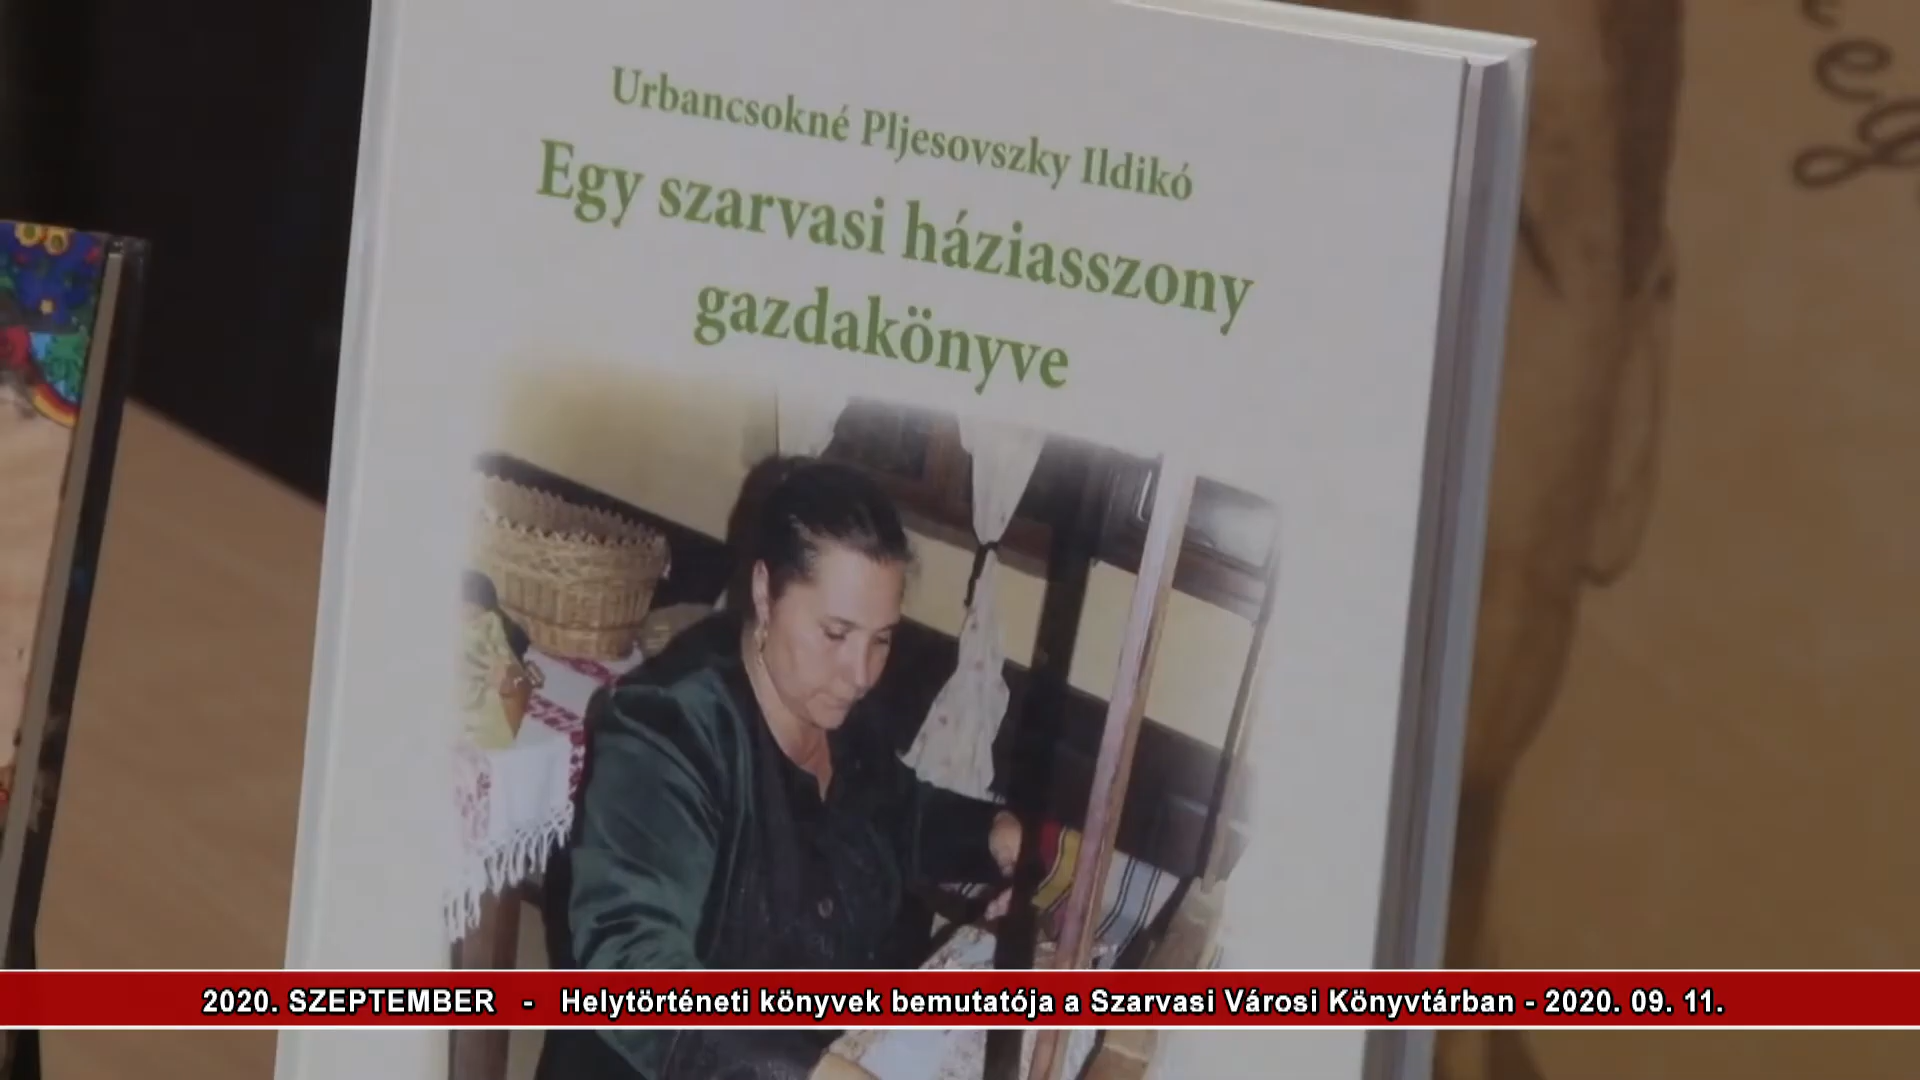 Urbancsokné Pljesovszky Ildikó
Egy szarvasi háziasszony
gazdakönyve
2020. SZEPTEMBER - Helytörténeti könyvek bemutatója a Szarvasi Városi Könyvtárban - 2020. 09. 11.